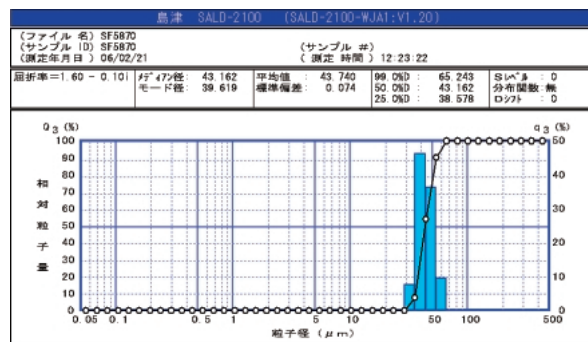 島津 SALD-2100 (SALD-2100-WJA1:V1.20)
(ファイル 名) SF5870
(サンプル ID) SF5870 (サンプル #)
(測定年月日) 06/02/21 (測定 時間) 12:23:22
屈折率=1.60 - 0.10i メディアン径: 43.162 平均値 : 43.740 99.0%D : 65.243 Sレベル : 0
モード径: 39.619 標準偏差: 0.074 50.0%D : 43.162 分布関数:無
25.0%D : 38.578 Dシフト : 0
Q3 (%) q3 (%)
100 50
90
80 40
70
60 30
50
40 20
30
20 10
10
0 0
相対粒子量
0.05 0.1 0.5 1 5 10 50 100 500
粒子径 (μm)